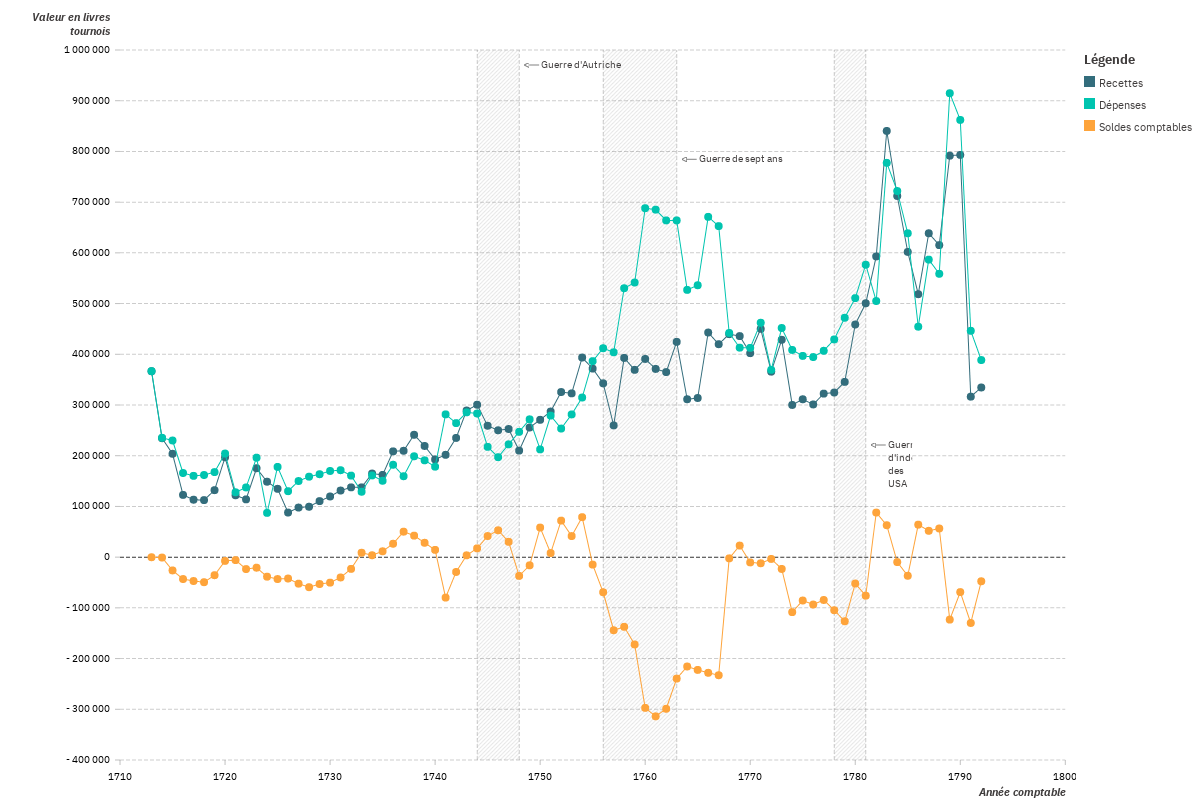 Valeur en livres
tournois
1 000 000
900 000
800 000
700 000
600 000
500 000
400 000
300 000
200 000
100 000
0
- 100 000
- 200 000
- 300 000
- 400 000
Guerre d'Autriche
Guerre de sept ans
Guerr
d'indé
des
USA
1710
1720
1730
1740
1750
1760
1770
1780
1790
1800
Année comptable
Légende
Recettes
Dépenses
Soldes comptables